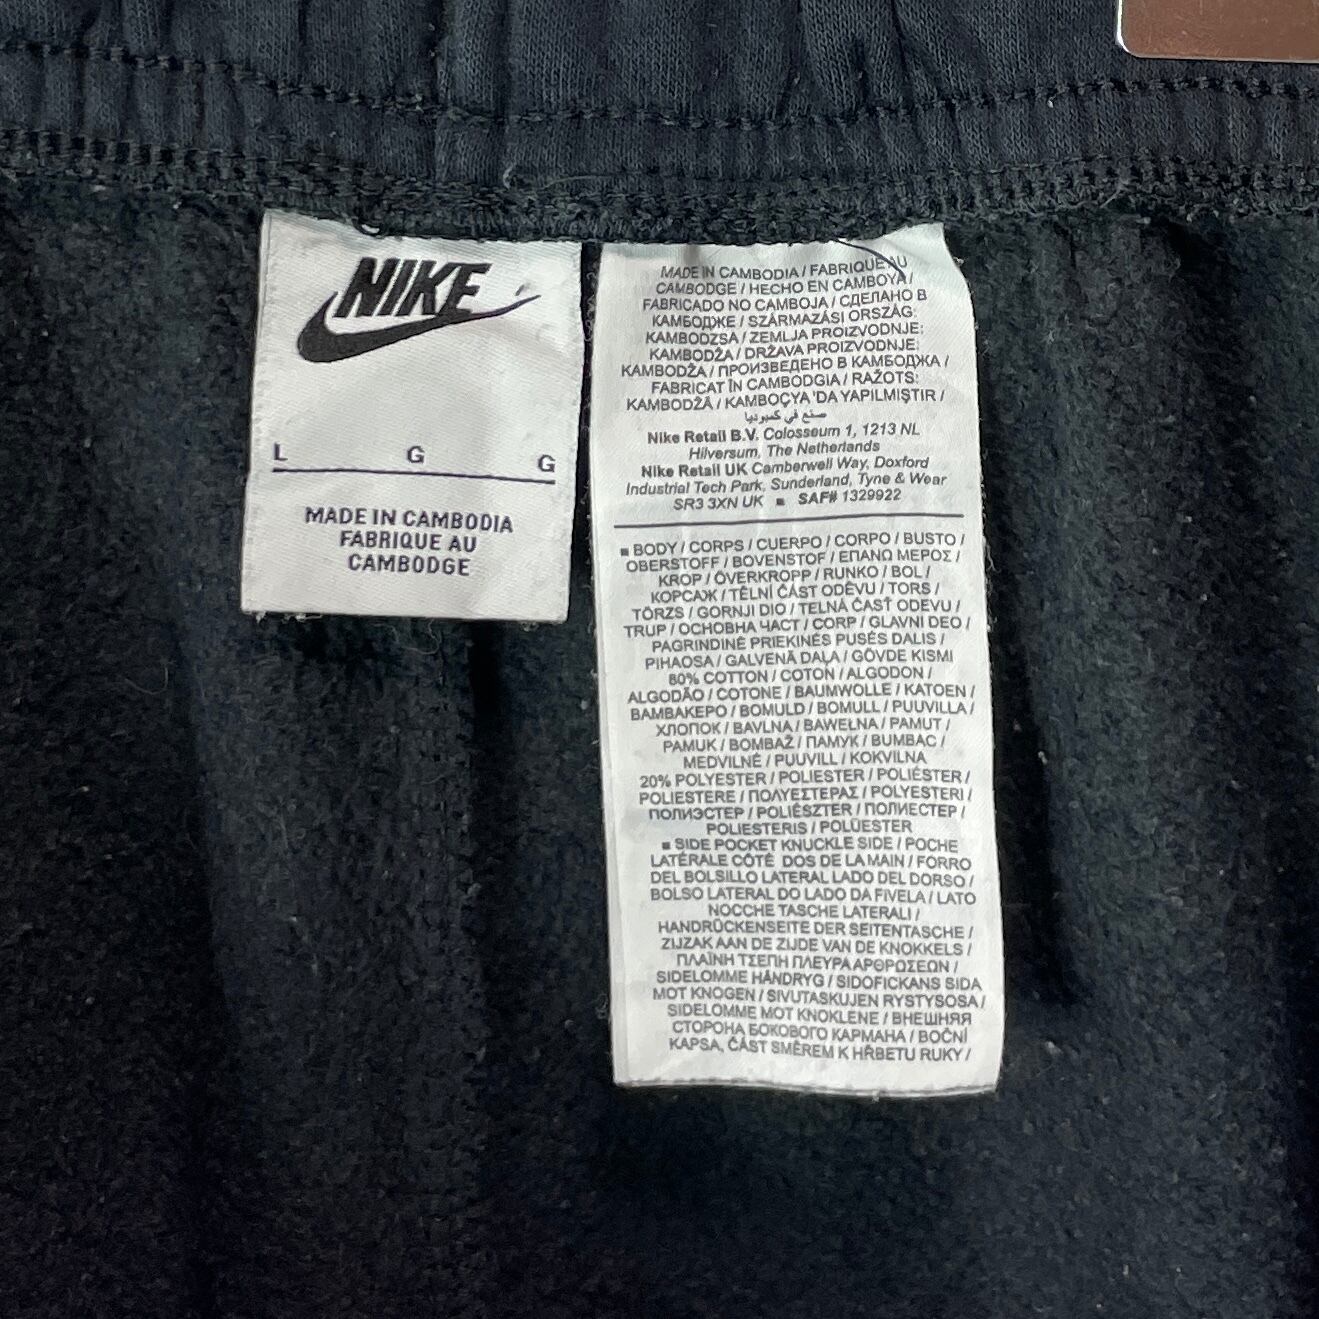 NIKE
L G G
MADE IN CAMBODIA
FABRIQUE AU
CAMBODGE
MADE IN CAMBODIA / FABRIQUE AU
CAMBODGE / HECHO EN CAMBOYA /
FABRICADO NO CAMBOJA / СДЕЛАНО В
КАМБОДЖЕ / SZÁRMAZÁSI ORSZÁG:
KAMBODZSA / ZEMLJA PROIZVODNJE:
KAMBODŽA / DRŽAVA PROIZVODNJE:
KAMBODŽA / ПРОИЗВЕДЕНО В КАМБОДЖА /
FABRICAT ÎN CAMBODGIA / RAŽOTS:
KAMBODŽĀ / KAMBOÇYA 'DA YAPILMIŞTIR /
صنع في كمبوديا
Nike Retail B.V. Colosseum 1, 1213 NL
Hilversum, The Netherlands
Nike Retail UK Camberwell Way, Doxford
Industrial Tech Park, Sunderland, Tyne & Wear
SR3 3XN UK ■ SAF# 1329922
■ BODY / CORPS / CUERPO / CORPO / BUSTO /
OBERSTOFF / BOVENSTOF / ΕΠΑΝΩ ΜΕΡΟΣ /
KROP / ÖVERKROPP / RUNKO / BOL /
КОРСАЖ / TĚLNÍ ČÁST ODĚVU / TORS /
TÖRZS / GORNJI DIO / TELNÁ ČASŤ ODEVU /
TRUP / ОСНОВНА ЧАСТ / CORP / GLAVNI DEO /
PAGRINDINĖ PRIEKINĖS PUSĖS DALIS /
PIHAOSA / GALVENĀ DAĻA / GÖVDE KISMI
80% COTTON / COTON / ALGODON /
ALGODÃO / COTONE / BAUMWOLLE / KATOEN /
ΒΑΜΒΑΚΕΡΟ / BOMULD / BOMULL / PUUVILLA /
ХЛОПОК / BAVLNA / BAWEŁNA / PAMUT /
PAMUK / BOMBAŽ / ПАМУК / BUMBAC /
MEDVILNĖ / PUUVILL / KOKVILNA
20% POLYESTER / POLIESTER / POLIÉSTER /
POLIESTERE / ΠΟΛΥΕΣΤΕΡΑΣ / POLYESTERI /
ПОЛИЭСТЕР / POLIÉSZTER / ПОЛИЕСТЕР /
POLIESTERIS / POLÜESTER
■ SIDE POCKET KNUCKLE SIDE / POCHE
LATÉRALE CÔTÉ DOS DE LA MAIN / FORRO
DEL BOLSILLO LATERAL LADO DEL DORSO /
BOLSO LATERAL DO LADO DA FIVELA / LATO
NOCCHE TASCHE LATERALI /
HANDRÜCKENSEITE DER SEITENTASCHE /
ZIJZAK AAN DE ZIJDE VAN DE KNOKKELS /
ΠΛΑΪΝΗ ΤΣΕΠΗ ΠΛΕΥΡΑ ΑΡΘΡΩΣΕΩΝ /
SIDELOMME HÅNDRYG / SIDOFICKANS SIDA
MOT KNOGEN / SIVUTASKUJEN RYSTYSOSA /
SIDELOMME MOT KNOKLENE / ВНЕШНЯЯ
СТОРОНА БОКОВОГО КАРМАНА / BOČNÍ
KAPSA, ČÁST SMĚREM K HŘBETU RUKY /